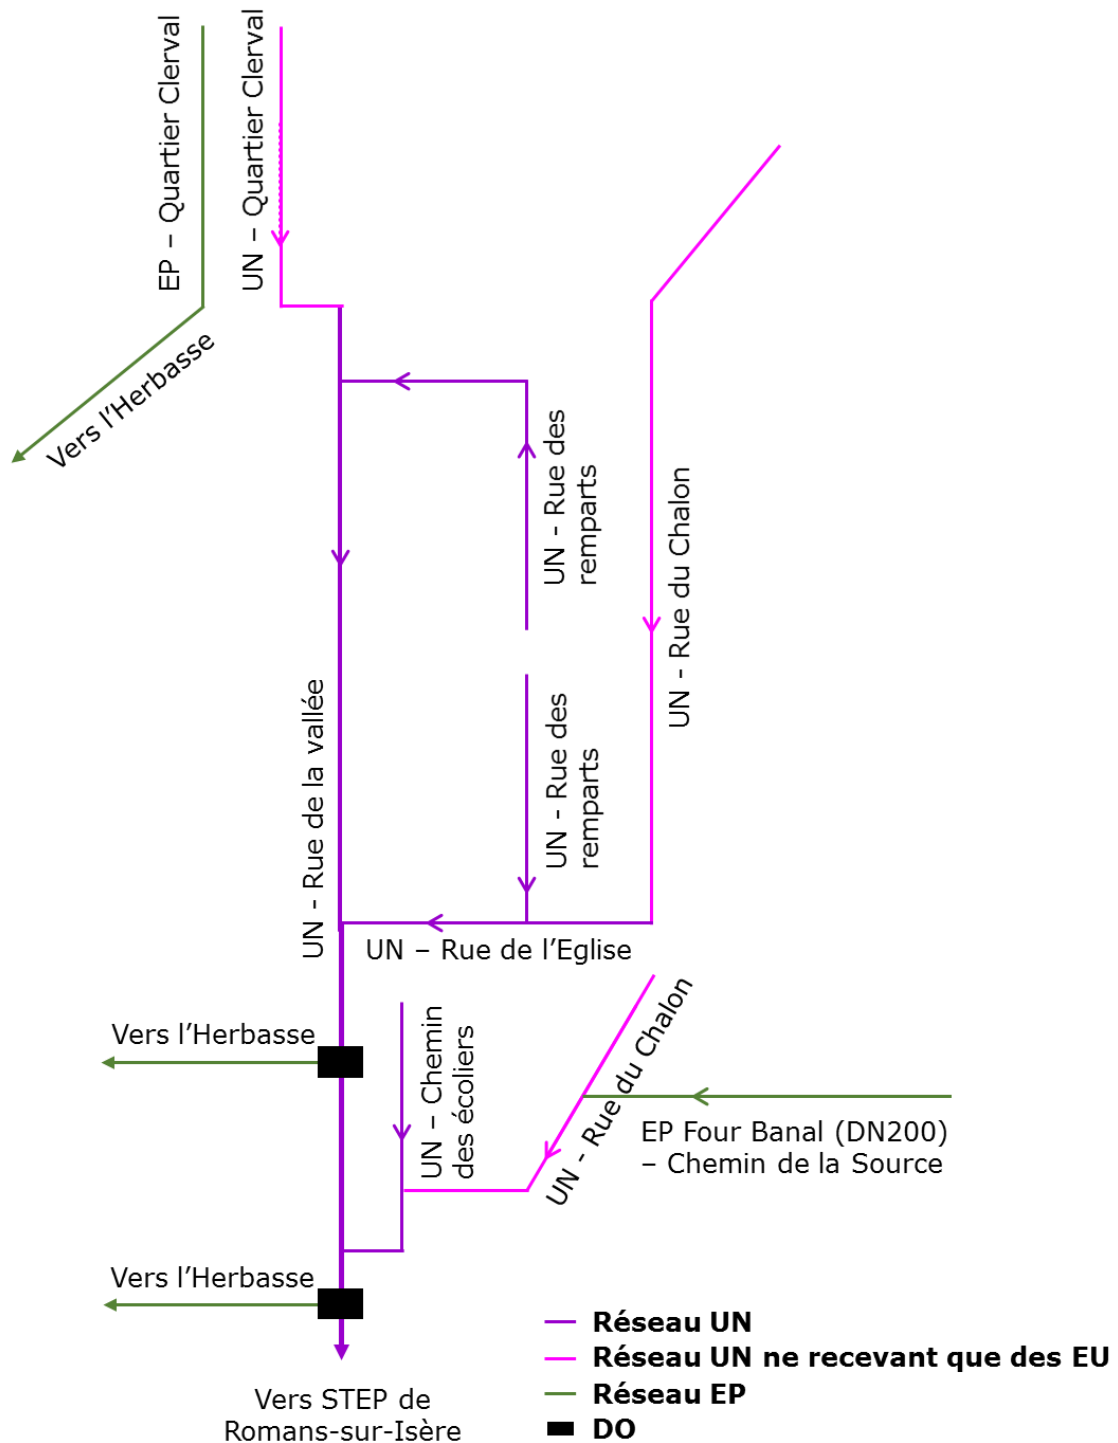 EP – Quartier Clerval
UN – Quartier Clerval
Vers l'Herbasse
UN - Rue des
remparts
UN - Rue du Chalon
UN - Rue de la vallée
UN - Rue des
remparts
UN – Rue de l'Eglise
Vers l'Herbasse
UN – Chemin
des écoliers
UN - Rue du Chalon
EP Four Banal (DN200)
– Chemin de la Source
Vers l'Herbasse
Vers STEP de
Romans-sur-Isère
Réseau UN
Réseau UN ne recevant que des EU
Réseau EP
DO